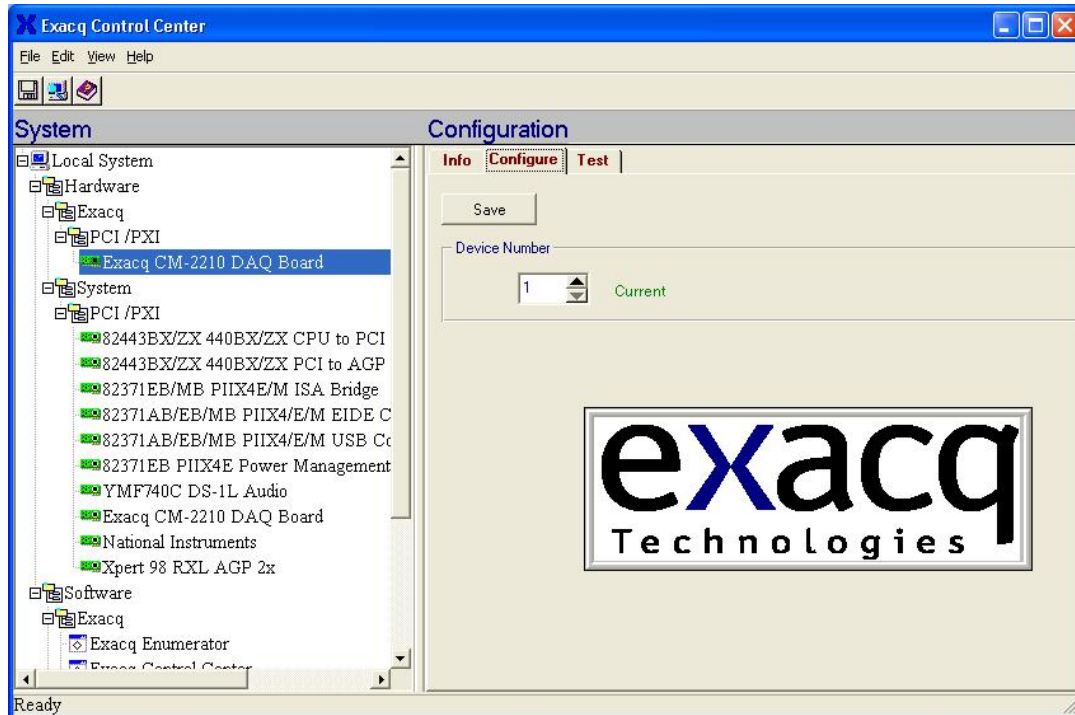 Exacq Control Center
File Edit View Help
System
Local System
Hardware
Exacq
PCI /PXI
Exacq CM-2210 DAQ Board
System
PCI /PXI
82443BX/ZX 440BX/ZX CPU to PCI
82443BX/ZX 440BX/ZX PCI to AGP
82371EB/MB PIIX4E/M ISA Bridge
82371AB/EB/MB PIIX4/E/M EIDE C
82371AB/EB/MB PIIX4/E/M USB Co
82371EB PIIX4E Power Management
YMF740C DS-1L Audio
Exacq CM-2210 DAQ Board
National Instruments
Xpert 98 RXL AGP 2x
Software
Exacq
Exacq Enumerator
Exacq Control Center
Configuration
Info Configure Test
Save
Device Number
1 Current
exacq
Technologies
Ready